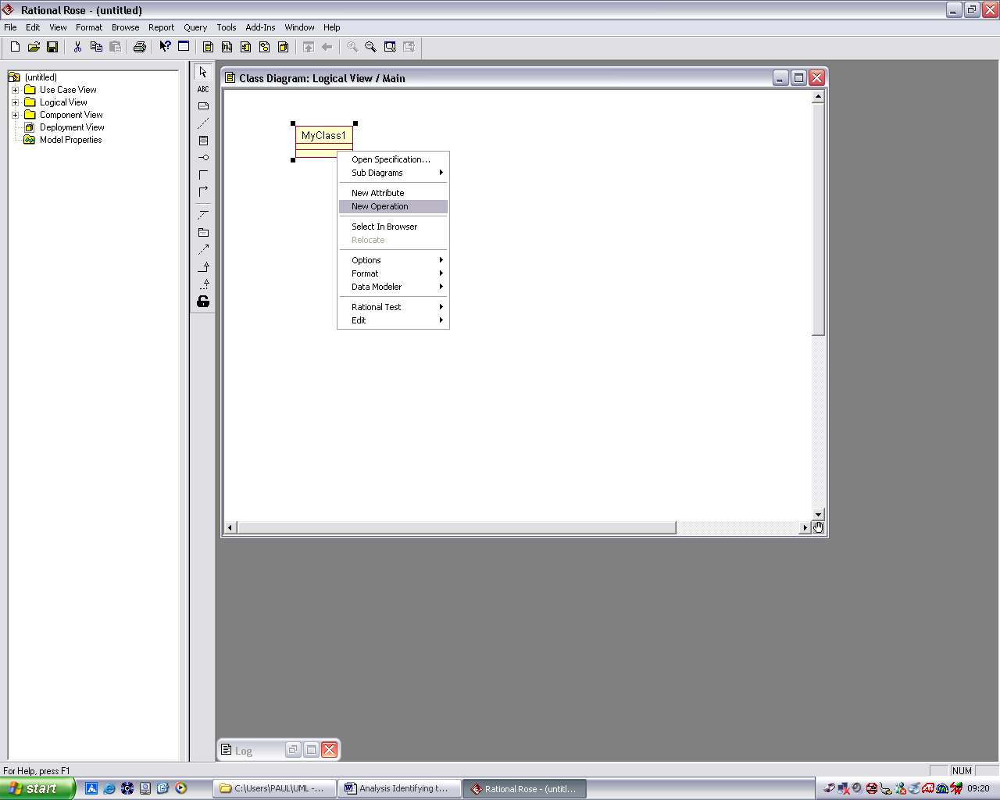 Rational Rose - (untitled)
File Edit View Format Browse Report Query Tools Add-Ins Window Help
(untitled)
Use Case View
Logical View
Component View
Deployment View
Model Properties
ABC
Class Diagram: Logical View / Main
MyClass1
Open Specification...
Sub Diagrams
New Attribute
New Operation
Select In Browser
Relocate
Options
Format
Data Modeler
Rational Test
Edit
Log
For Help, press F1
NUM
start
C:\Users\PAUL\UML -...
Analysis Identifying t...
Rational Rose - (untitl...
09:20